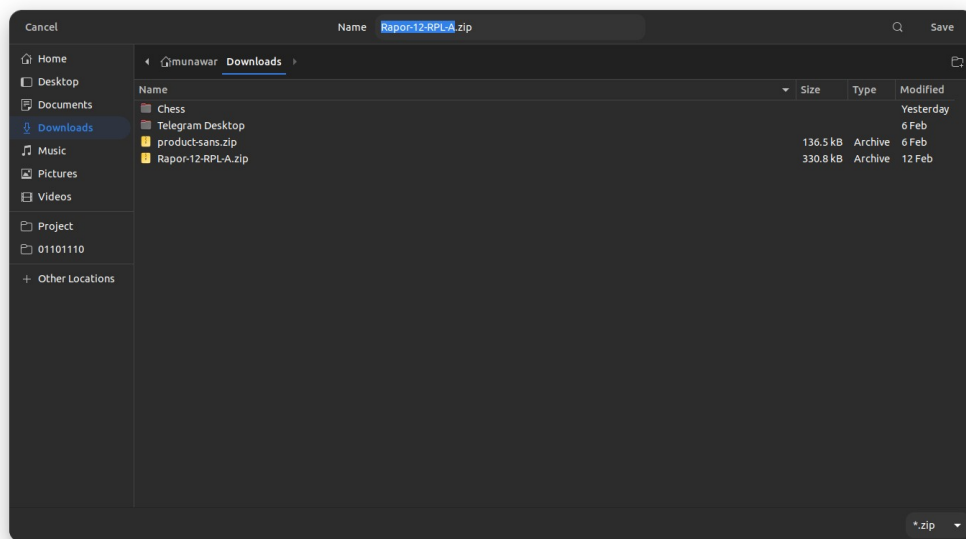 Cancel Name Rapor-12-RPL-A.zip Save
Home
Desktop
Documents
Downloads
Music
Pictures
Videos
Project
01101110
+ Other Locations
munawar Downloads
Name Size Type Modified
Chess Yesterday
Telegram Desktop 6 Feb
product-sans.zip 136.5 kB Archive 6 Feb
Rapor-12-RPL-A.zip 330.8 kB Archive 12 Feb
*.zip